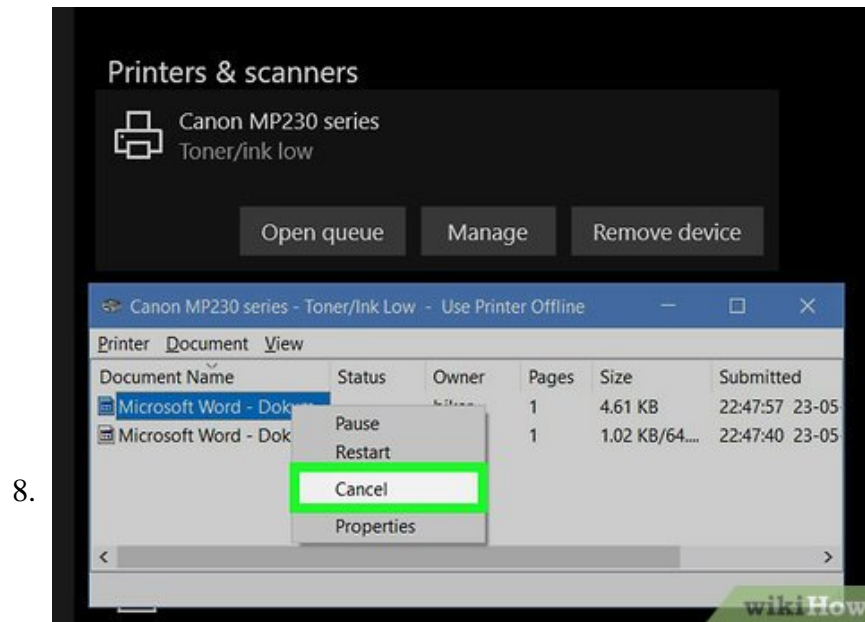 Printers & scanners
Canon MP230 series
Toner/ink low
Open queue Manage Remove device
Canon MP230 series - Toner/Ink Low - Use Printer Offline
Printer Document View
Document Name Status Owner Pages Size Submitted
Microsoft Word - Dokum... 1 4.61 KB 22:47:57 23-05
Microsoft Word - Dok 1 1.02 KB/64.... 22:47:40 23-05
Pause
Restart
8.
Cancel
Properties
wikiHow